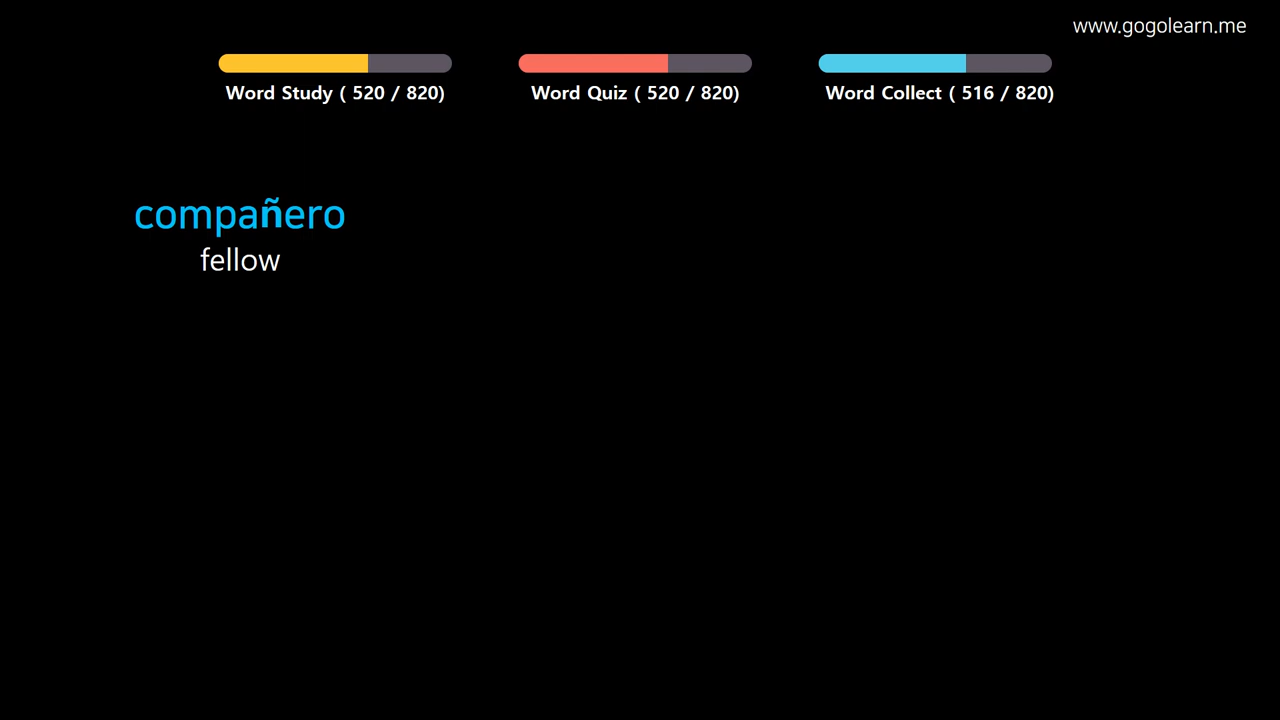 www.gogolearn.me
Word Study ( 520 / 820)
Word Quiz ( 520 / 820)
Word Collect ( 516 / 820)
compañero
fellow